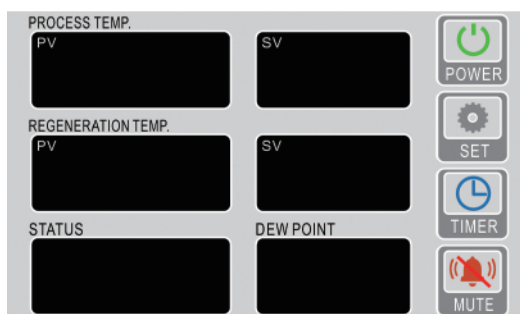 PROCESS TEMP.
PV
SV
POWER
REGENERATION TEMP.
PV
SV
SET
STATUS
DEW POINT
TIMER
MUTE